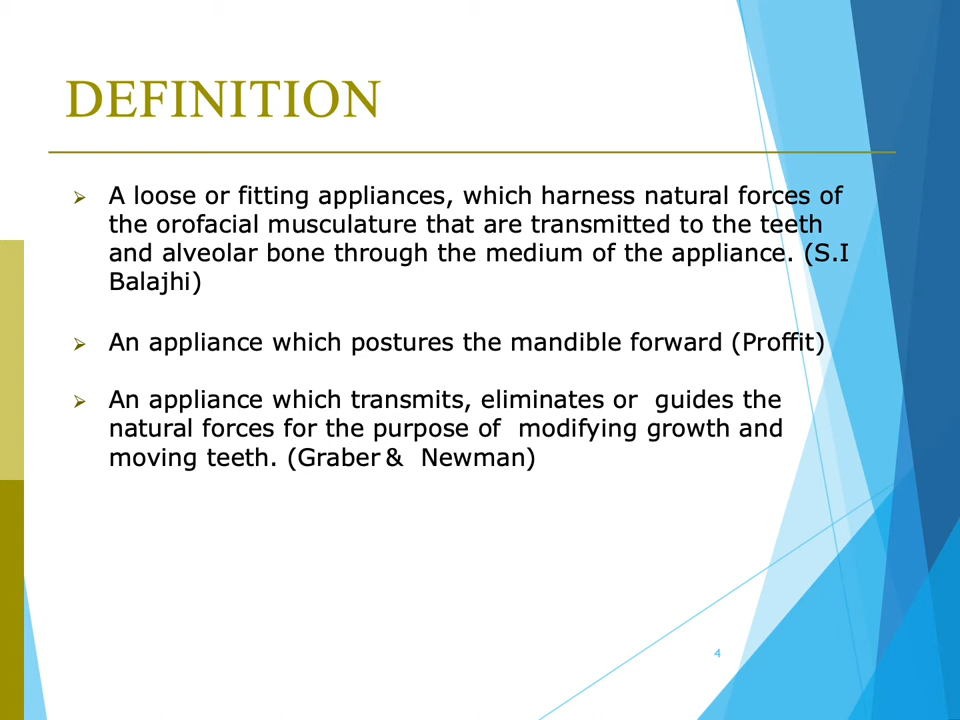 DEFINITION
➢ A loose or fitting appliances, which harness natural forces of
the orofacial musculature that are transmitted to the teeth
and alveolar bone through the medium of the appliance. (S.I
Balajhi)
➢ An appliance which postures the mandible forward (Proffit)
➢ An appliance which transmits, eliminates or guides the
natural forces for the purpose of modifying growth and
moving teeth. (Graber & Newman)
4